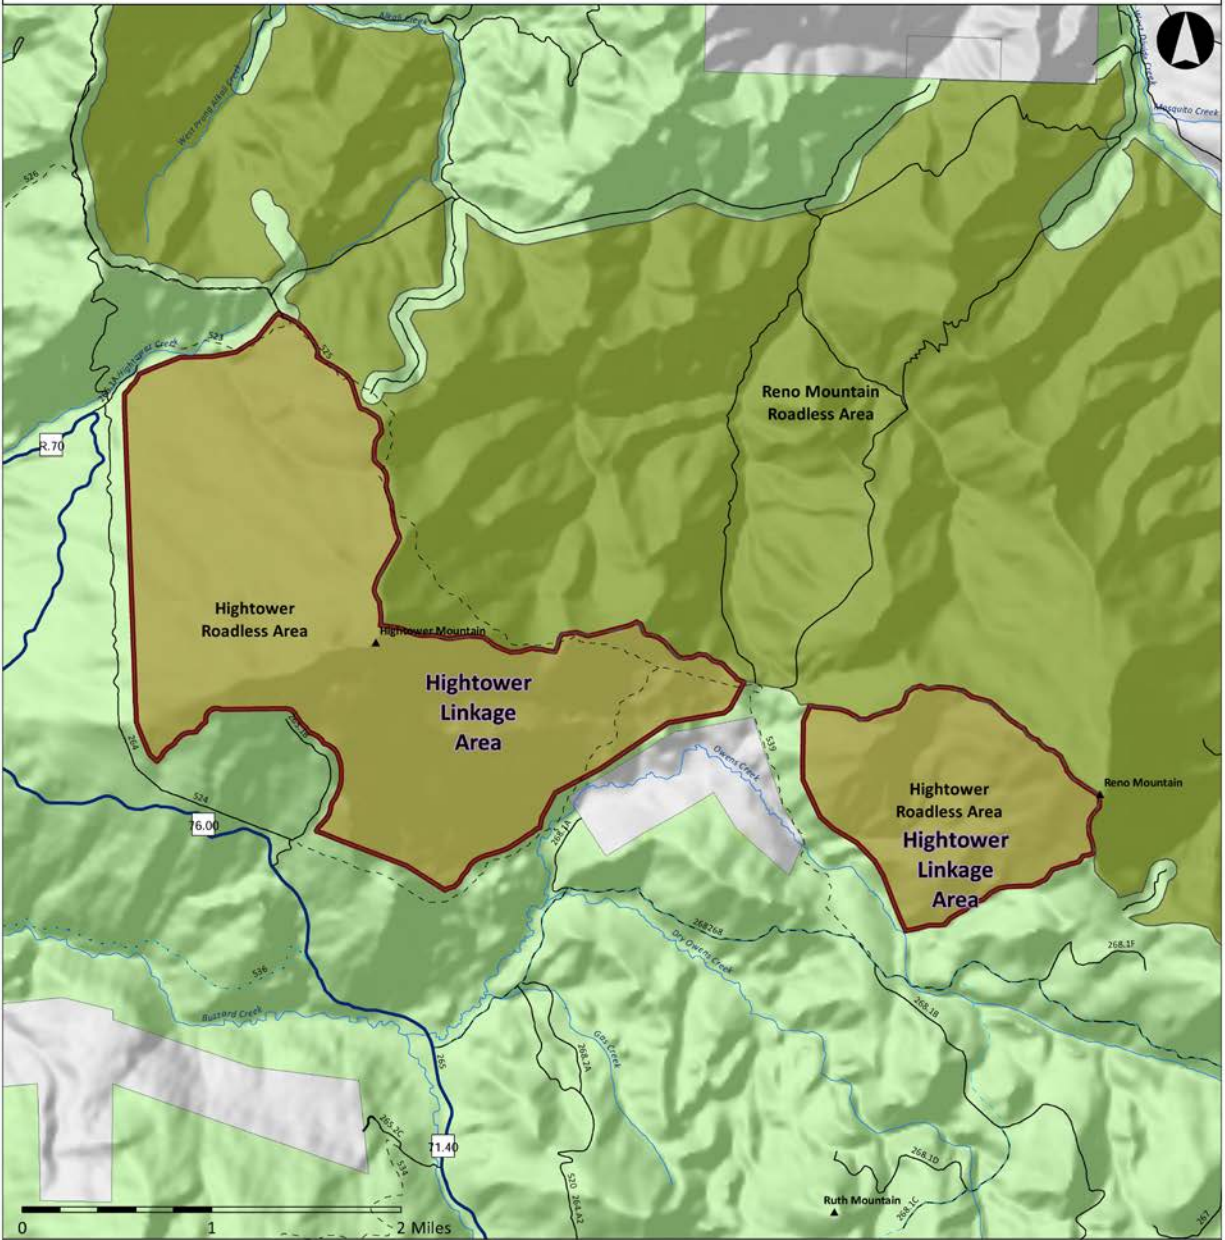 Alkali Creek
West Divide Creek
West Prong Alkali Creek
Mosquito Creek
526
523
525
Hightower Creek
R.70
Reno Mountain
Roadless Area
Hightower
Roadless Area
Hightower Mountain
Hightower
Linkage
Area
264
539
Owens Creek
Reno Mountain
Hightower
Roadless Area
Hightower
Linkage
Area
524
76.00
268.1A
268268
Dry Owens Creek
268.1F
536
268.1B
Buzzard Creek
Gas Creek
265
268.2A
265.2C
71.40
534
268.1D
520
264.A2
Ruth Mountain
268.1C
267
0
1
2 Miles